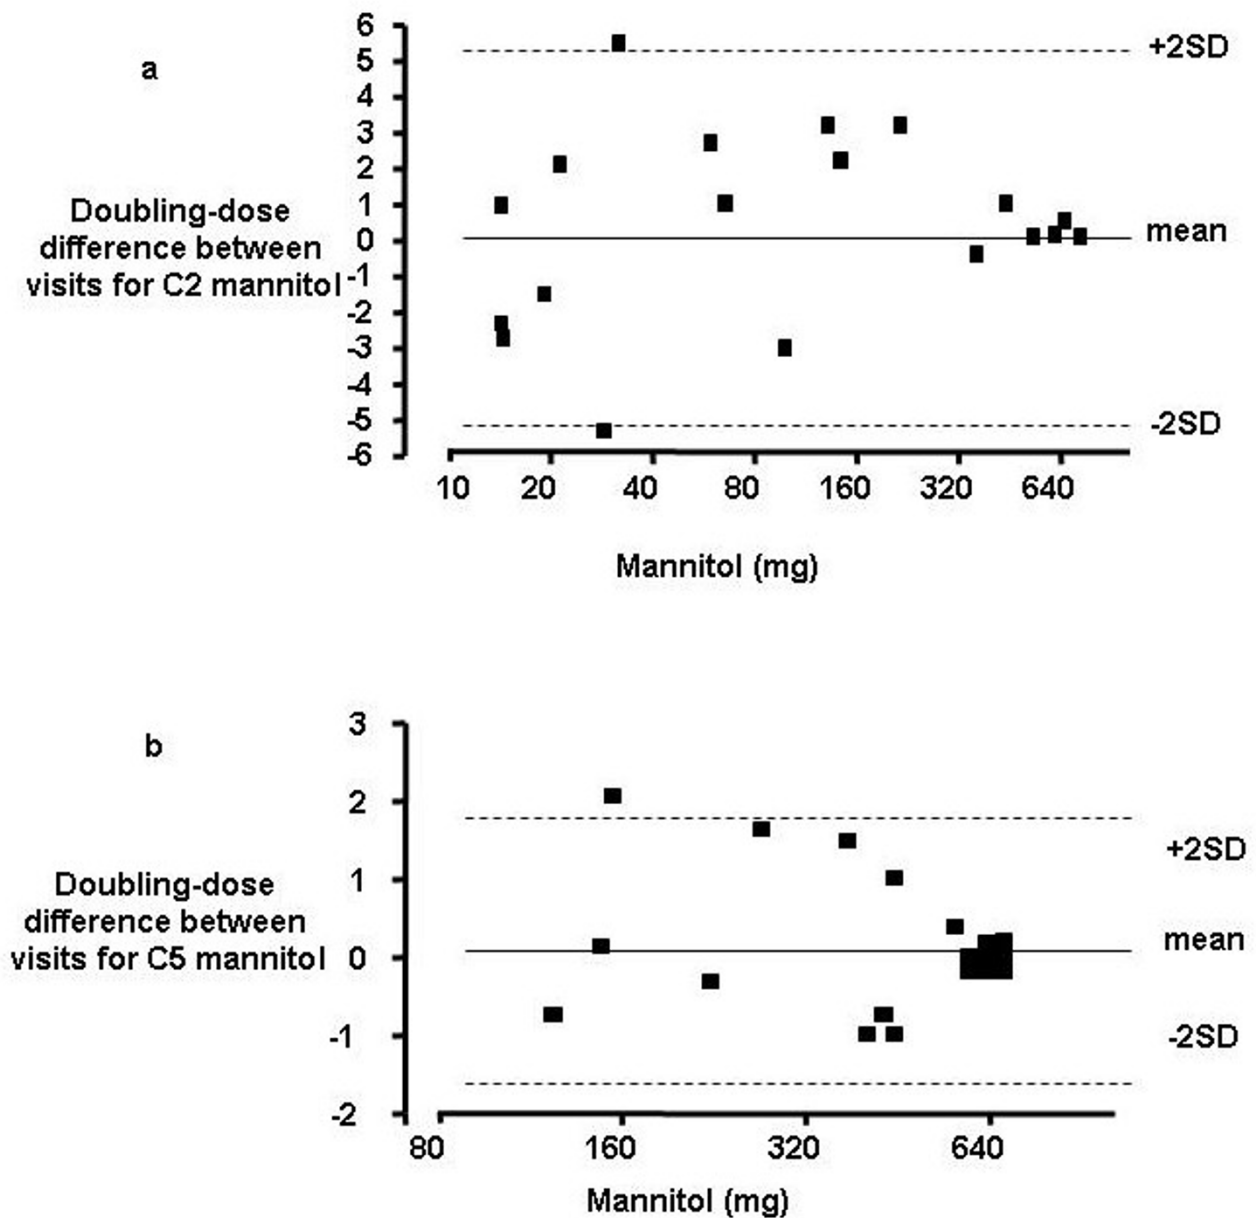 a
6
5
4
3
2
1
0
-1
-2
-3
-4
-5
-6
Doubling-dose
difference between
visits for C2 mannitol
+2SD
mean
-2SD
10 20 40 80 160 320 640
Mannitol (mg)
b
3
2
1
0
-1
-2
Doubling-dose
difference between
visits for C5 mannitol
+2SD
mean
-2SD
80 160 320 640
Mannitol (mg)